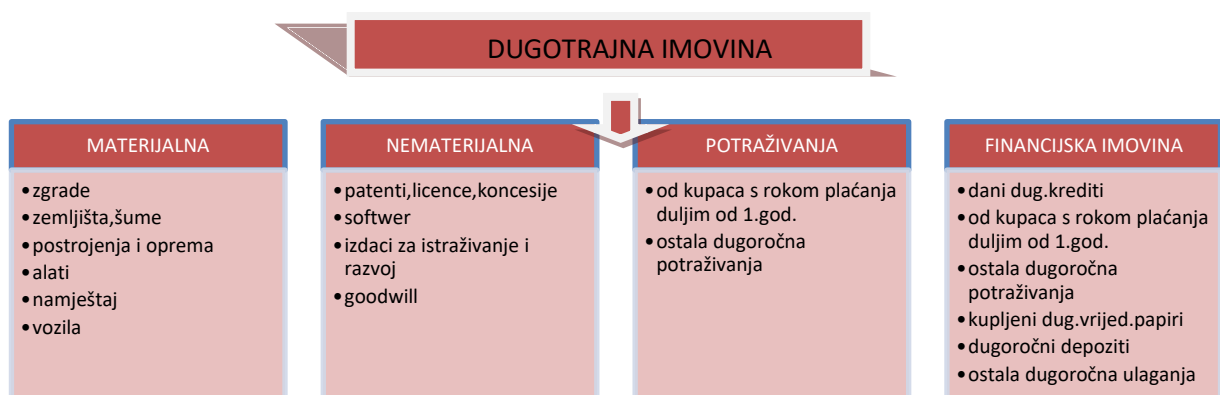 DUGOTRAJNA IMOVINA
MATERIJALNA
•zgrade
•zemljišta,šume
•postrojenja i oprema
•alati
•namještaj
•vozila
NEMATERIJALNA
•patenti,licence,koncesije
•softwer
•izdaci za istraživanje i
razvoj
•goodwill
POTRAŽIVANJA
•od kupaca s rokom plaćanja
duljim od 1.god.
•ostala dugoročna
potraživanja
FINANCIJSKA IMOVINA
•dani dug.krediti
•od kupaca s rokom plaćanja
duljim od 1.god.
•ostala dugoročna
potraživanja
•kupljeni dug.vrijed.papiri
•dugoročni depoziti
•ostala dugoročna ulaganja